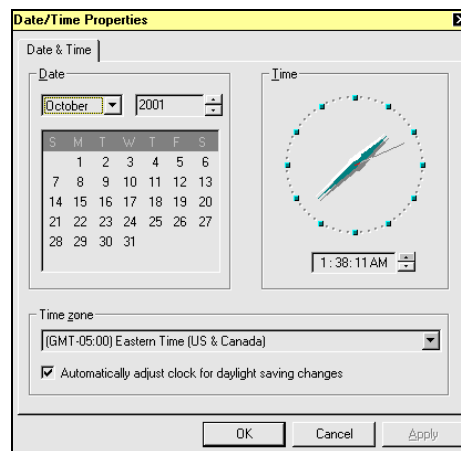 Date/Time Properties
Date & Time
Date
October 2001
S M T W T F S
1 2 3 4 5 6
7 8 9 10 11 12 13
14 15 16 17 18 19 20
21 22 23 24 25 26 27
28 29 30 31
Time
1:38:11 AM
Time zone
(GMT-05:00) Eastern Time (US & Canada)
Automatically adjust clock for daylight saving changes
OK Cancel Apply